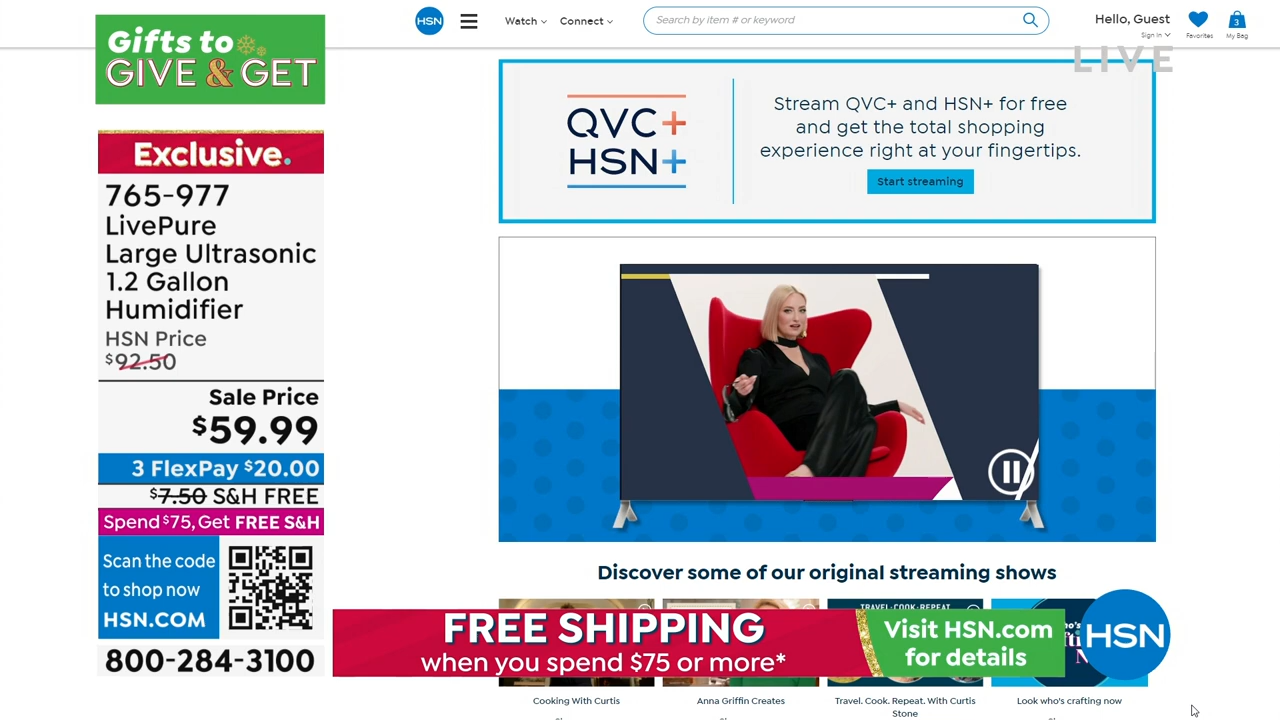 Gifts to
GIVE & GET
Exclusive.
765-977
LivePure
Large Ultrasonic
1.2 Gallon
Humidifier
HSN Price
$92.50
Sale Price
$59.99
3 FlexPay $20.00
$7.50 S&H FREE
Spend $75, Get FREE S&H
Scan the code
to shop now
HSN.COM
800-284-3100
HSN
Watch
Connect
Search by item # or keyword
Hello, Guest
Sign in
Favorites
3
My Bag
LIVE
QVC+
HSN+
Stream QVC+ and HSN+ for free
and get the total shopping
experience right at your fingertips.
Start streaming
Discover some of our original streaming shows
TRAVEL·COOK·REPEAT
FREE SHIPPING
when you spend $75 or more*
Visit HSN.com
for details
HSN
Cooking With Curtis
Anna Griffin Creates
Travel. Cook. Repeat. With Curtis
Stone
Look who's crafting now